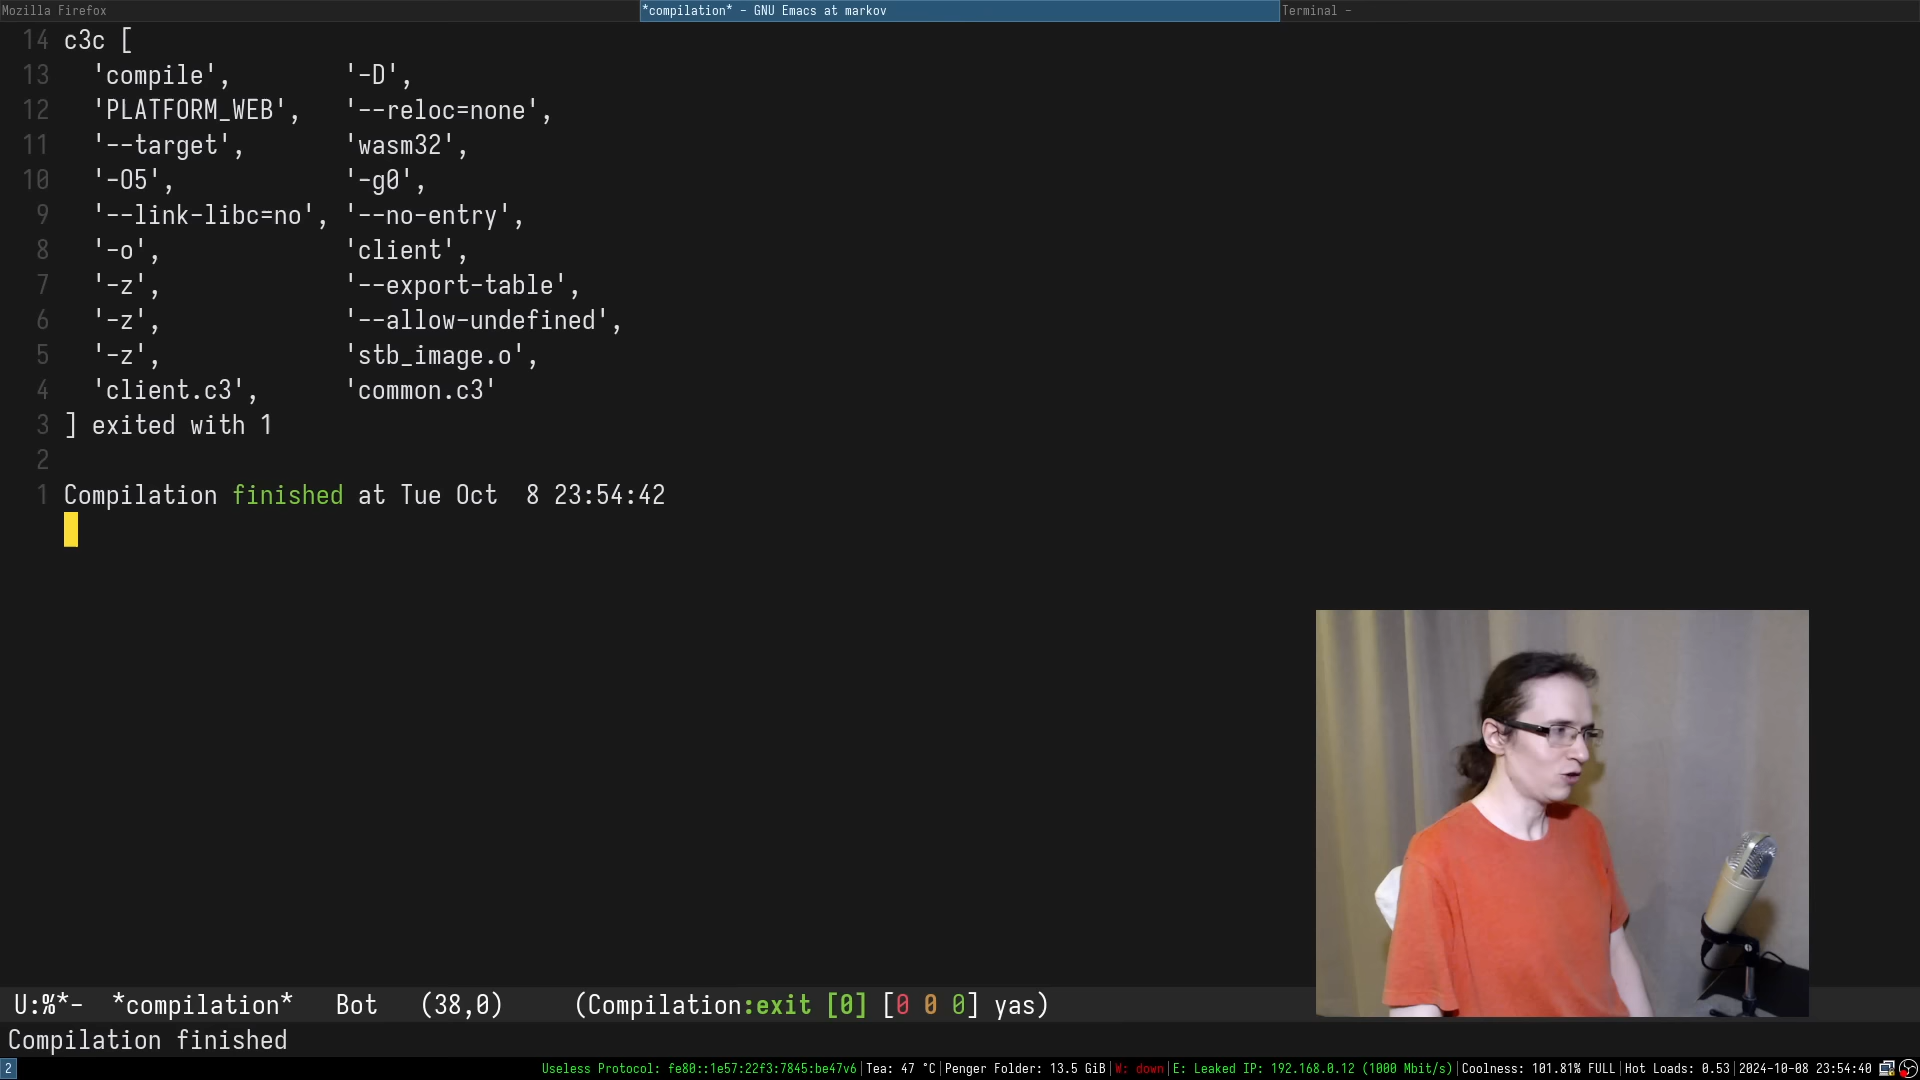 Mozilla Firefox
*compilation* - GNU Emacs at markov
Terminal -
14 c3c [
13 'compile', '-D',
12 'PLATFORM_WEB', '--reloc=none',
11 '--target', 'wasm32',
10 '-O5', '-g0',
9 '--link-libc=no', '--no-entry',
8 '-o', 'client',
7 '-z', '--export-table',
6 '-z', '--allow-undefined',
5 '-z', 'stb_image.o',
4 'client.c3', 'common.c3'
3 ] exited with 1
2
1 Compilation finished at Tue Oct  8 23:54:42
U:%*-  *compilation*   Bot   (38,0)     (Compilation:exit [0] [0 0 0] yas)
Compilation finished
2 Useless Protocol: fe80::1e57:22f3:7845:be47v6|Tea: 47 °C|Penger Folder: 13.5 GiB|W: down|E: Leaked IP: 192.168.0.12 (1000 Mbit/s)|Coolness: 101.81% FULL|Hot Loads: 0.53|2024-10-08 23:54:40